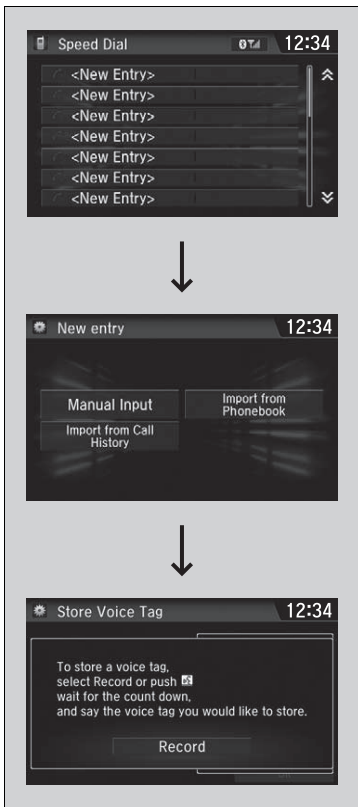 Speed Dial 12:34
<New Entry>
<New Entry>
<New Entry>
<New Entry>
<New Entry>
<New Entry>
<New Entry>
New entry 12:34
Manual Input
Import from
Phonebook
Import from Call
History
Store Voice Tag 12:34
To store a voice tag,
select Record or push
wait for the count down,
and say the voice tag you would like to store.
Record